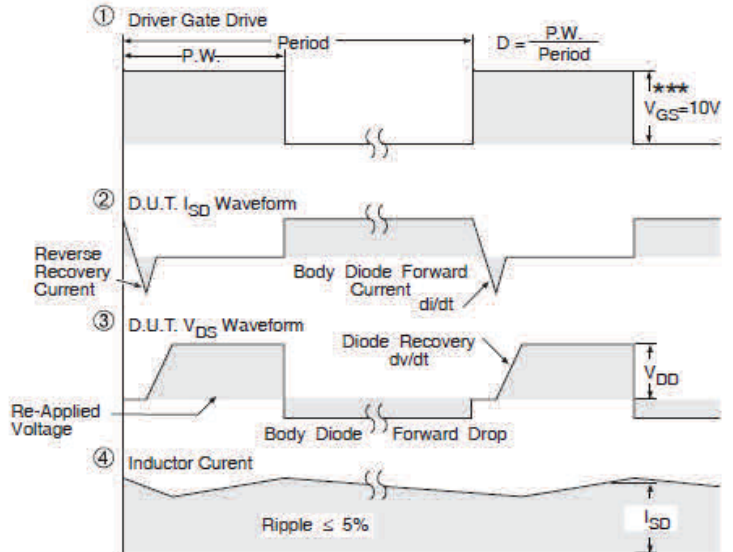 ① Driver Gate Drive
Period
P.W.
D = P.W.
Period
***
VGS=10V
② D.U.T. ISD Waveform
Reverse
Recovery
Current
Body Diode Forward
Current
di/dt
③ D.U.T. VDS Waveform
Diode Recovery
dv/dt
VDD
Re-Applied
Voltage
Body Diode Forward Drop
④ Inductor Curent
Ripple ≤ 5%
ISD